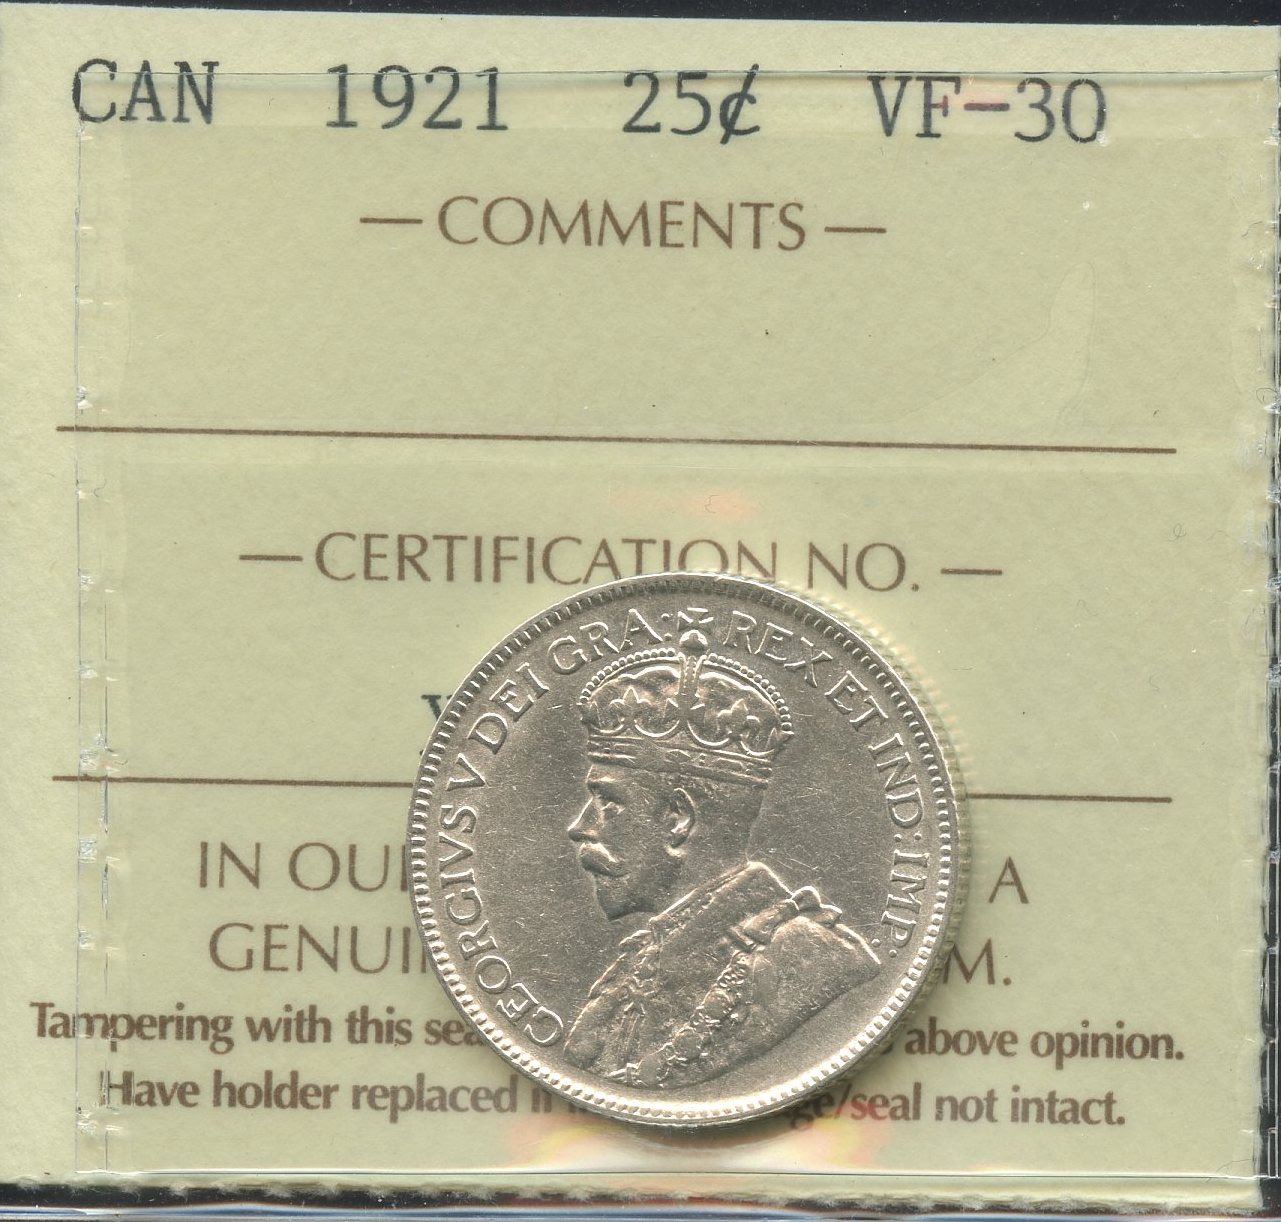 CAN 1921 25¢ VF-30
— COMMENTS —
— CERTIFICATION NO. —
GEORGIVS V DEI GRA: REX ET IND: IMP:
IN OU A
GENUI M.
Tampering with this sea above opinion.
Have holder replaced ge/seal not intact.